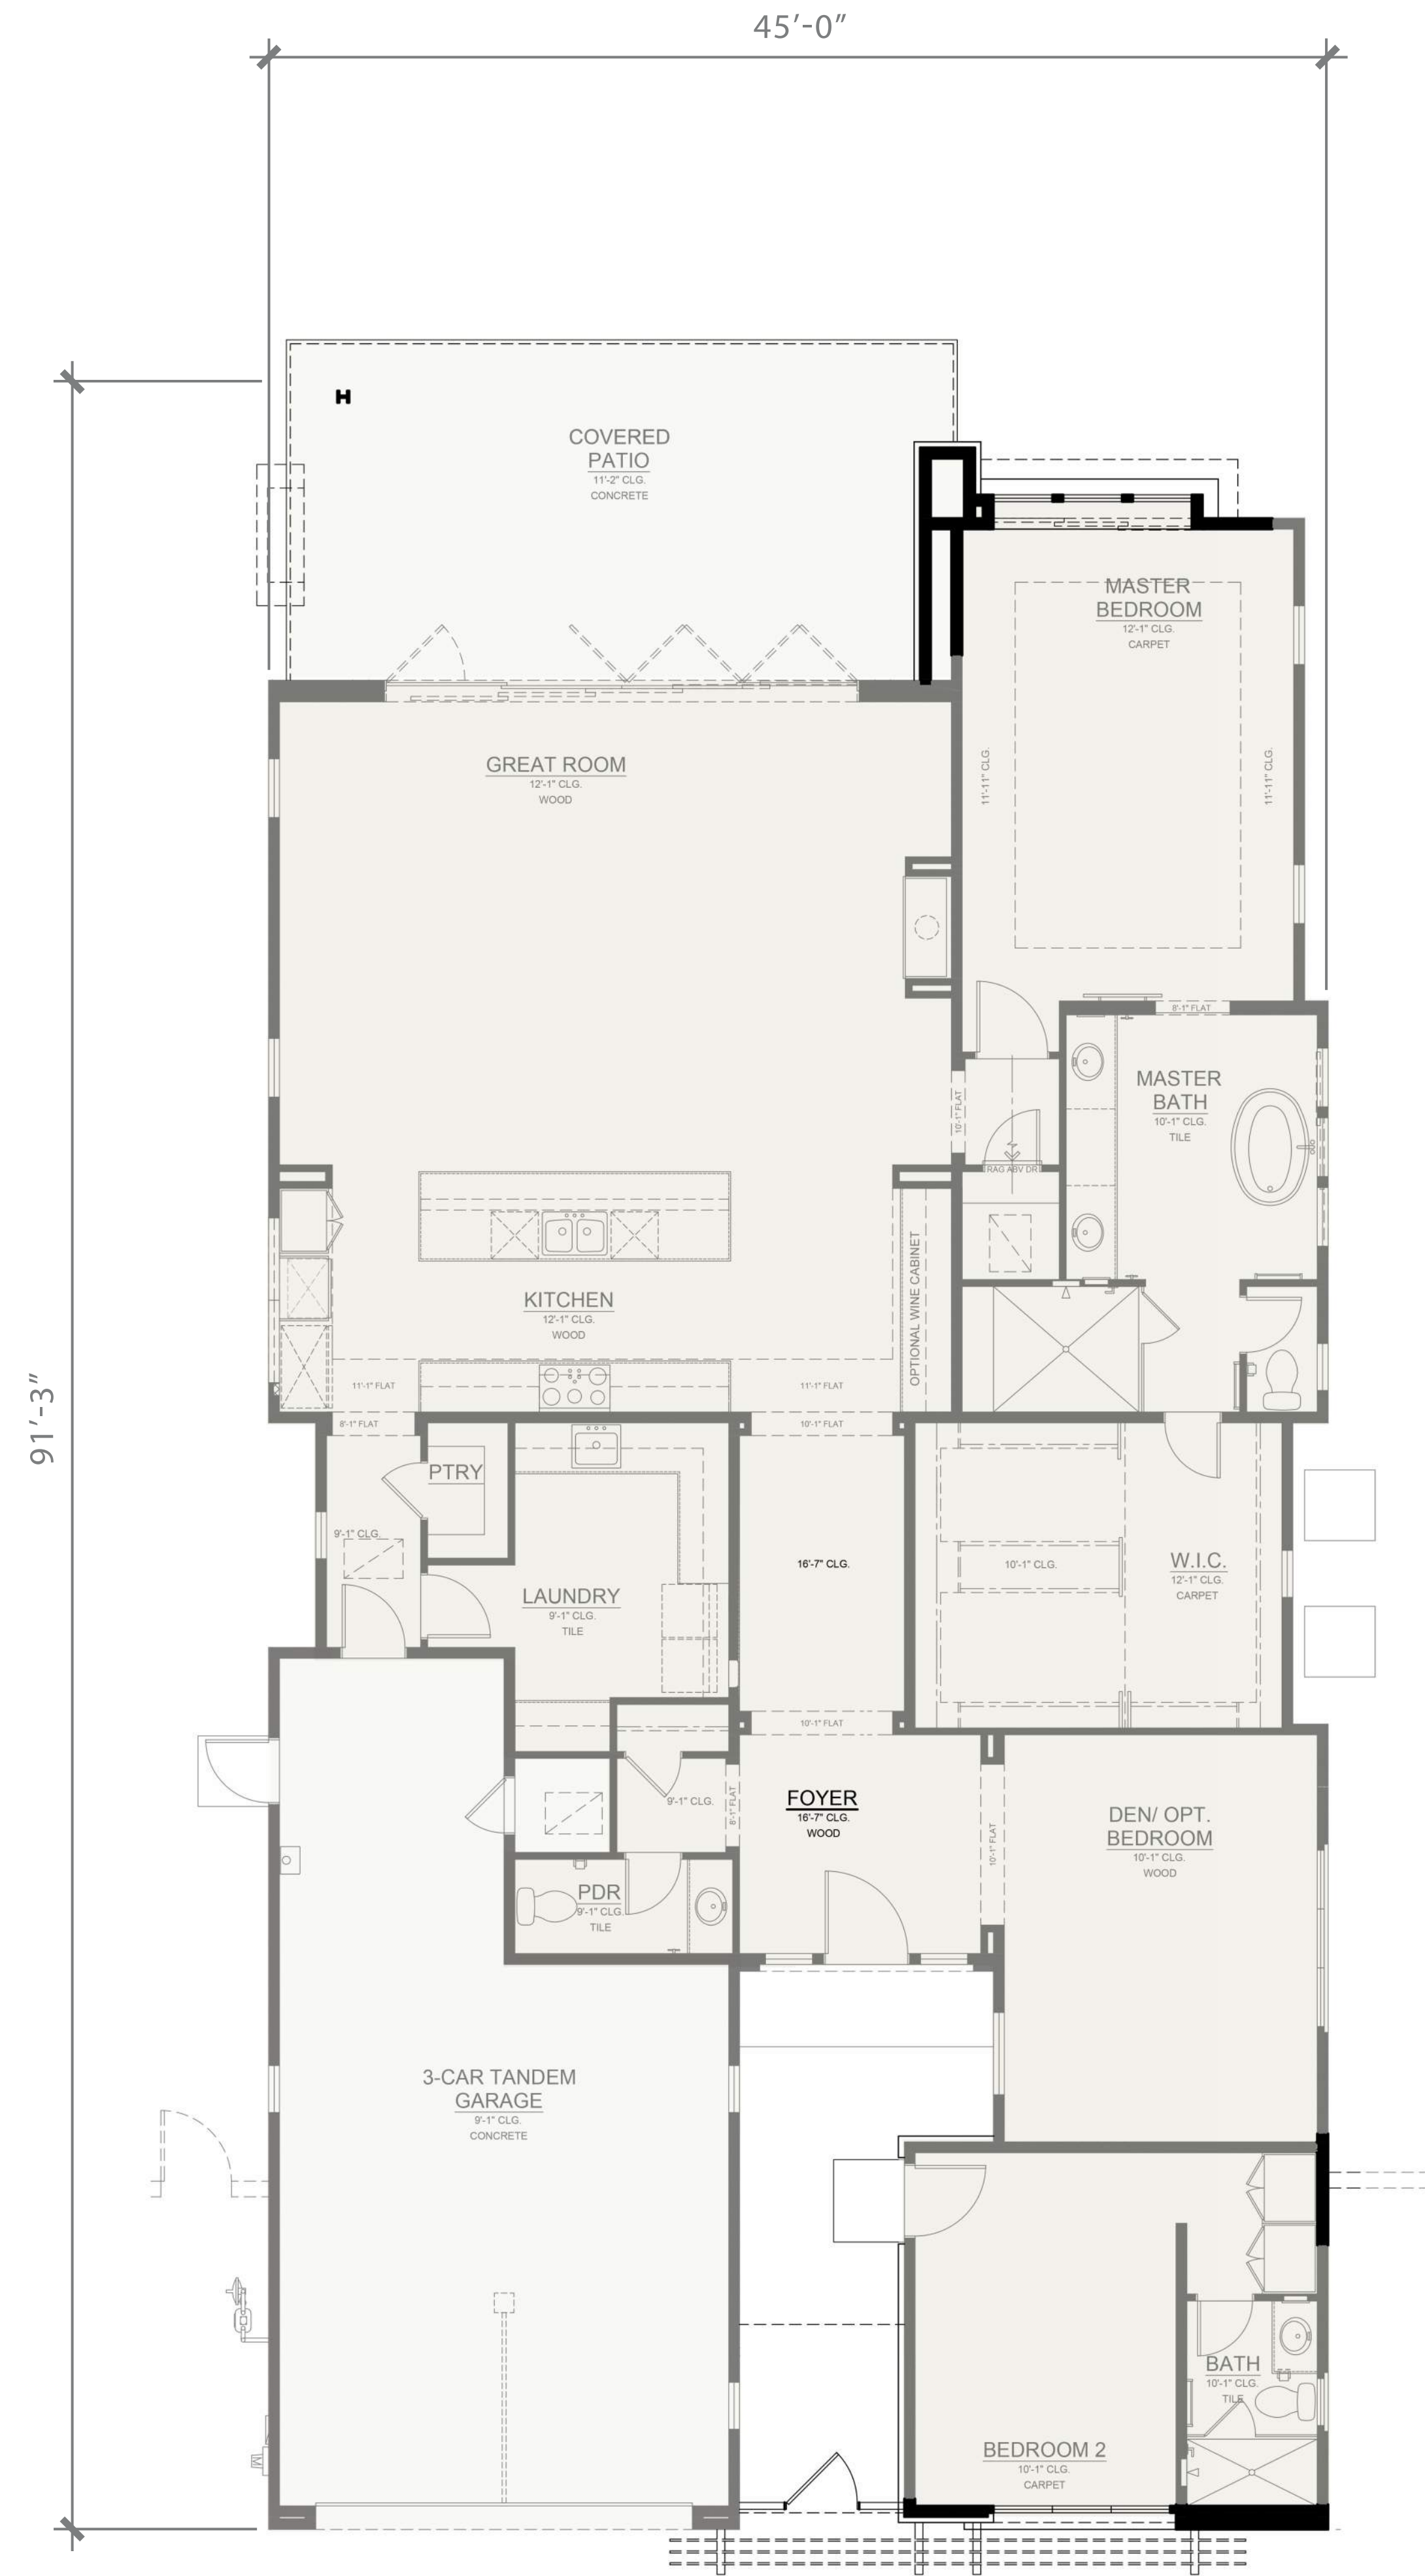 45'-0"
91'-3"
H
COVERED
PATIO
11'-2" CLG.
CONCRETE
MASTER
BEDROOM
12'-1" CLG.
CARPET
11'-11" CLG.
11'-11" CLG.
GREAT ROOM
12'-1" CLG.
WOOD
8'-1" FLAT
MASTER
BATH
10'-1" CLG.
TILE
10'-1" FLAT
RAG ABV DR
OPTIONAL WINE CABINET
KITCHEN
12'-1" CLG.
WOOD
11'-1" FLAT
11'-1" FLAT
8'-1" FLAT
10'-1" FLAT
PTRY
9'-1" CLG.
16'-7" CLG.
10'-1" CLG.
W.I.C.
12'-1" CLG.
CARPET
LAUNDRY
9'-1" CLG.
TILE
10'-1" FLAT
9'-1" CLG.
8'-1" FLAT
FOYER
16'-7" CLG.
WOOD
10'-1" FLAT
DEN/ OPT.
BEDROOM
10'-1" CLG.
WOOD
PDR
9'-1" CLG.
TILE
3-CAR TANDEM
GARAGE
9'-1" CLG.
CONCRETE
BATH
10'-1" CLG.
TILE
BEDROOM 2
10'-1" CLG.
CARPET
M